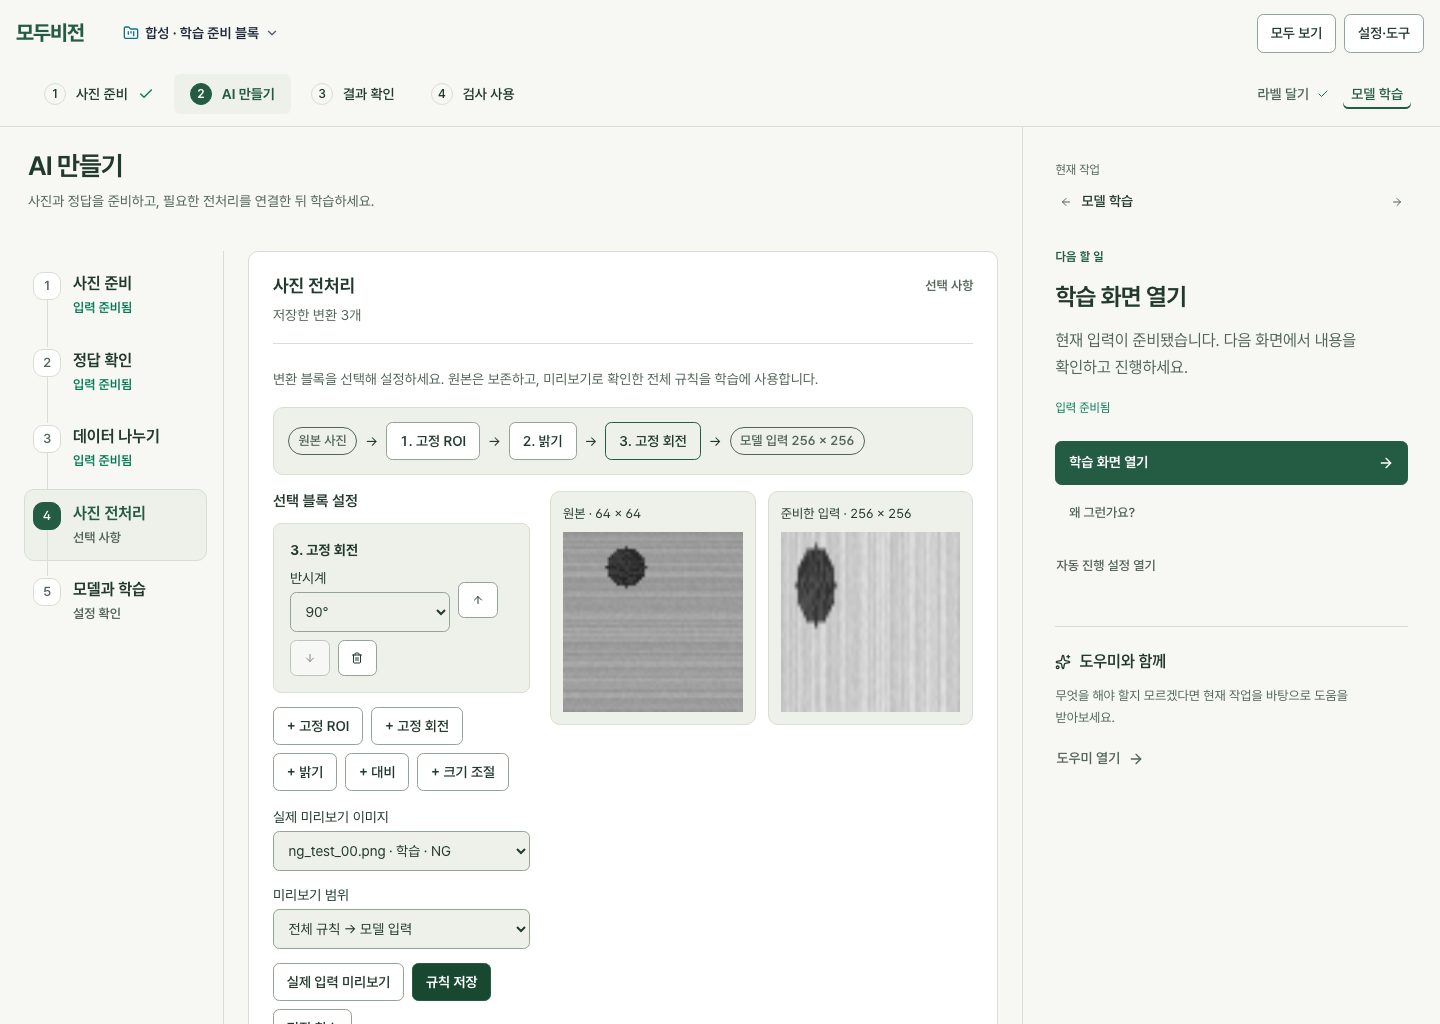 모두비전
합성 · 학습 준비 블록
모두 보기
설정·도구
1 사진 준비
2 AI 만들기
3 결과 확인
4 검사 사용
라벨 달기
모델 학습
AI 만들기
사진과 정답을 준비하고, 필요한 전처리를 연결한 뒤 학습하세요.
1 사진 준비
입력 준비됨
2 정답 확인
입력 준비됨
3 데이터 나누기
입력 준비됨
4 사진 전처리
선택 사항
5 모델과 학습
설정 확인
사진 전처리
선택 사항
저장한 변환 3개
변환 블록을 선택해 설정하세요. 원본은 보존하고, 미리보기로 확인한 전체 규칙을 학습에 사용합니다.
원본 사진 → 1. 고정 ROI → 2. 밝기 → 3. 고정 회전 → 모델 입력 256 × 256
선택 블록 설정
3. 고정 회전
반시계
90°
↑
↓
+ 고정 ROI
+ 고정 회전
+ 밝기
+ 대비
+ 크기 조절
실제 미리보기 이미지
ng_test_00.png · 학습 · NG
미리보기 범위
전체 규칙 → 모델 입력
실제 입력 미리보기
규칙 저장
원본 · 64 × 64
준비한 입력 · 256 × 256
현재 작업
← 모델 학습 →
다음 할 일
학습 화면 열기
현재 입력이 준비됐습니다. 다음 화면에서 내용을
확인하고 진행하세요.
입력 준비됨
학습 화면 열기 →
왜 그런가요?
자동 진행 설정 열기
도우미와 함께
무엇을 해야 할지 모르겠다면 현재 작업을 바탕으로 도움을
받아보세요.
도우미 열기 →